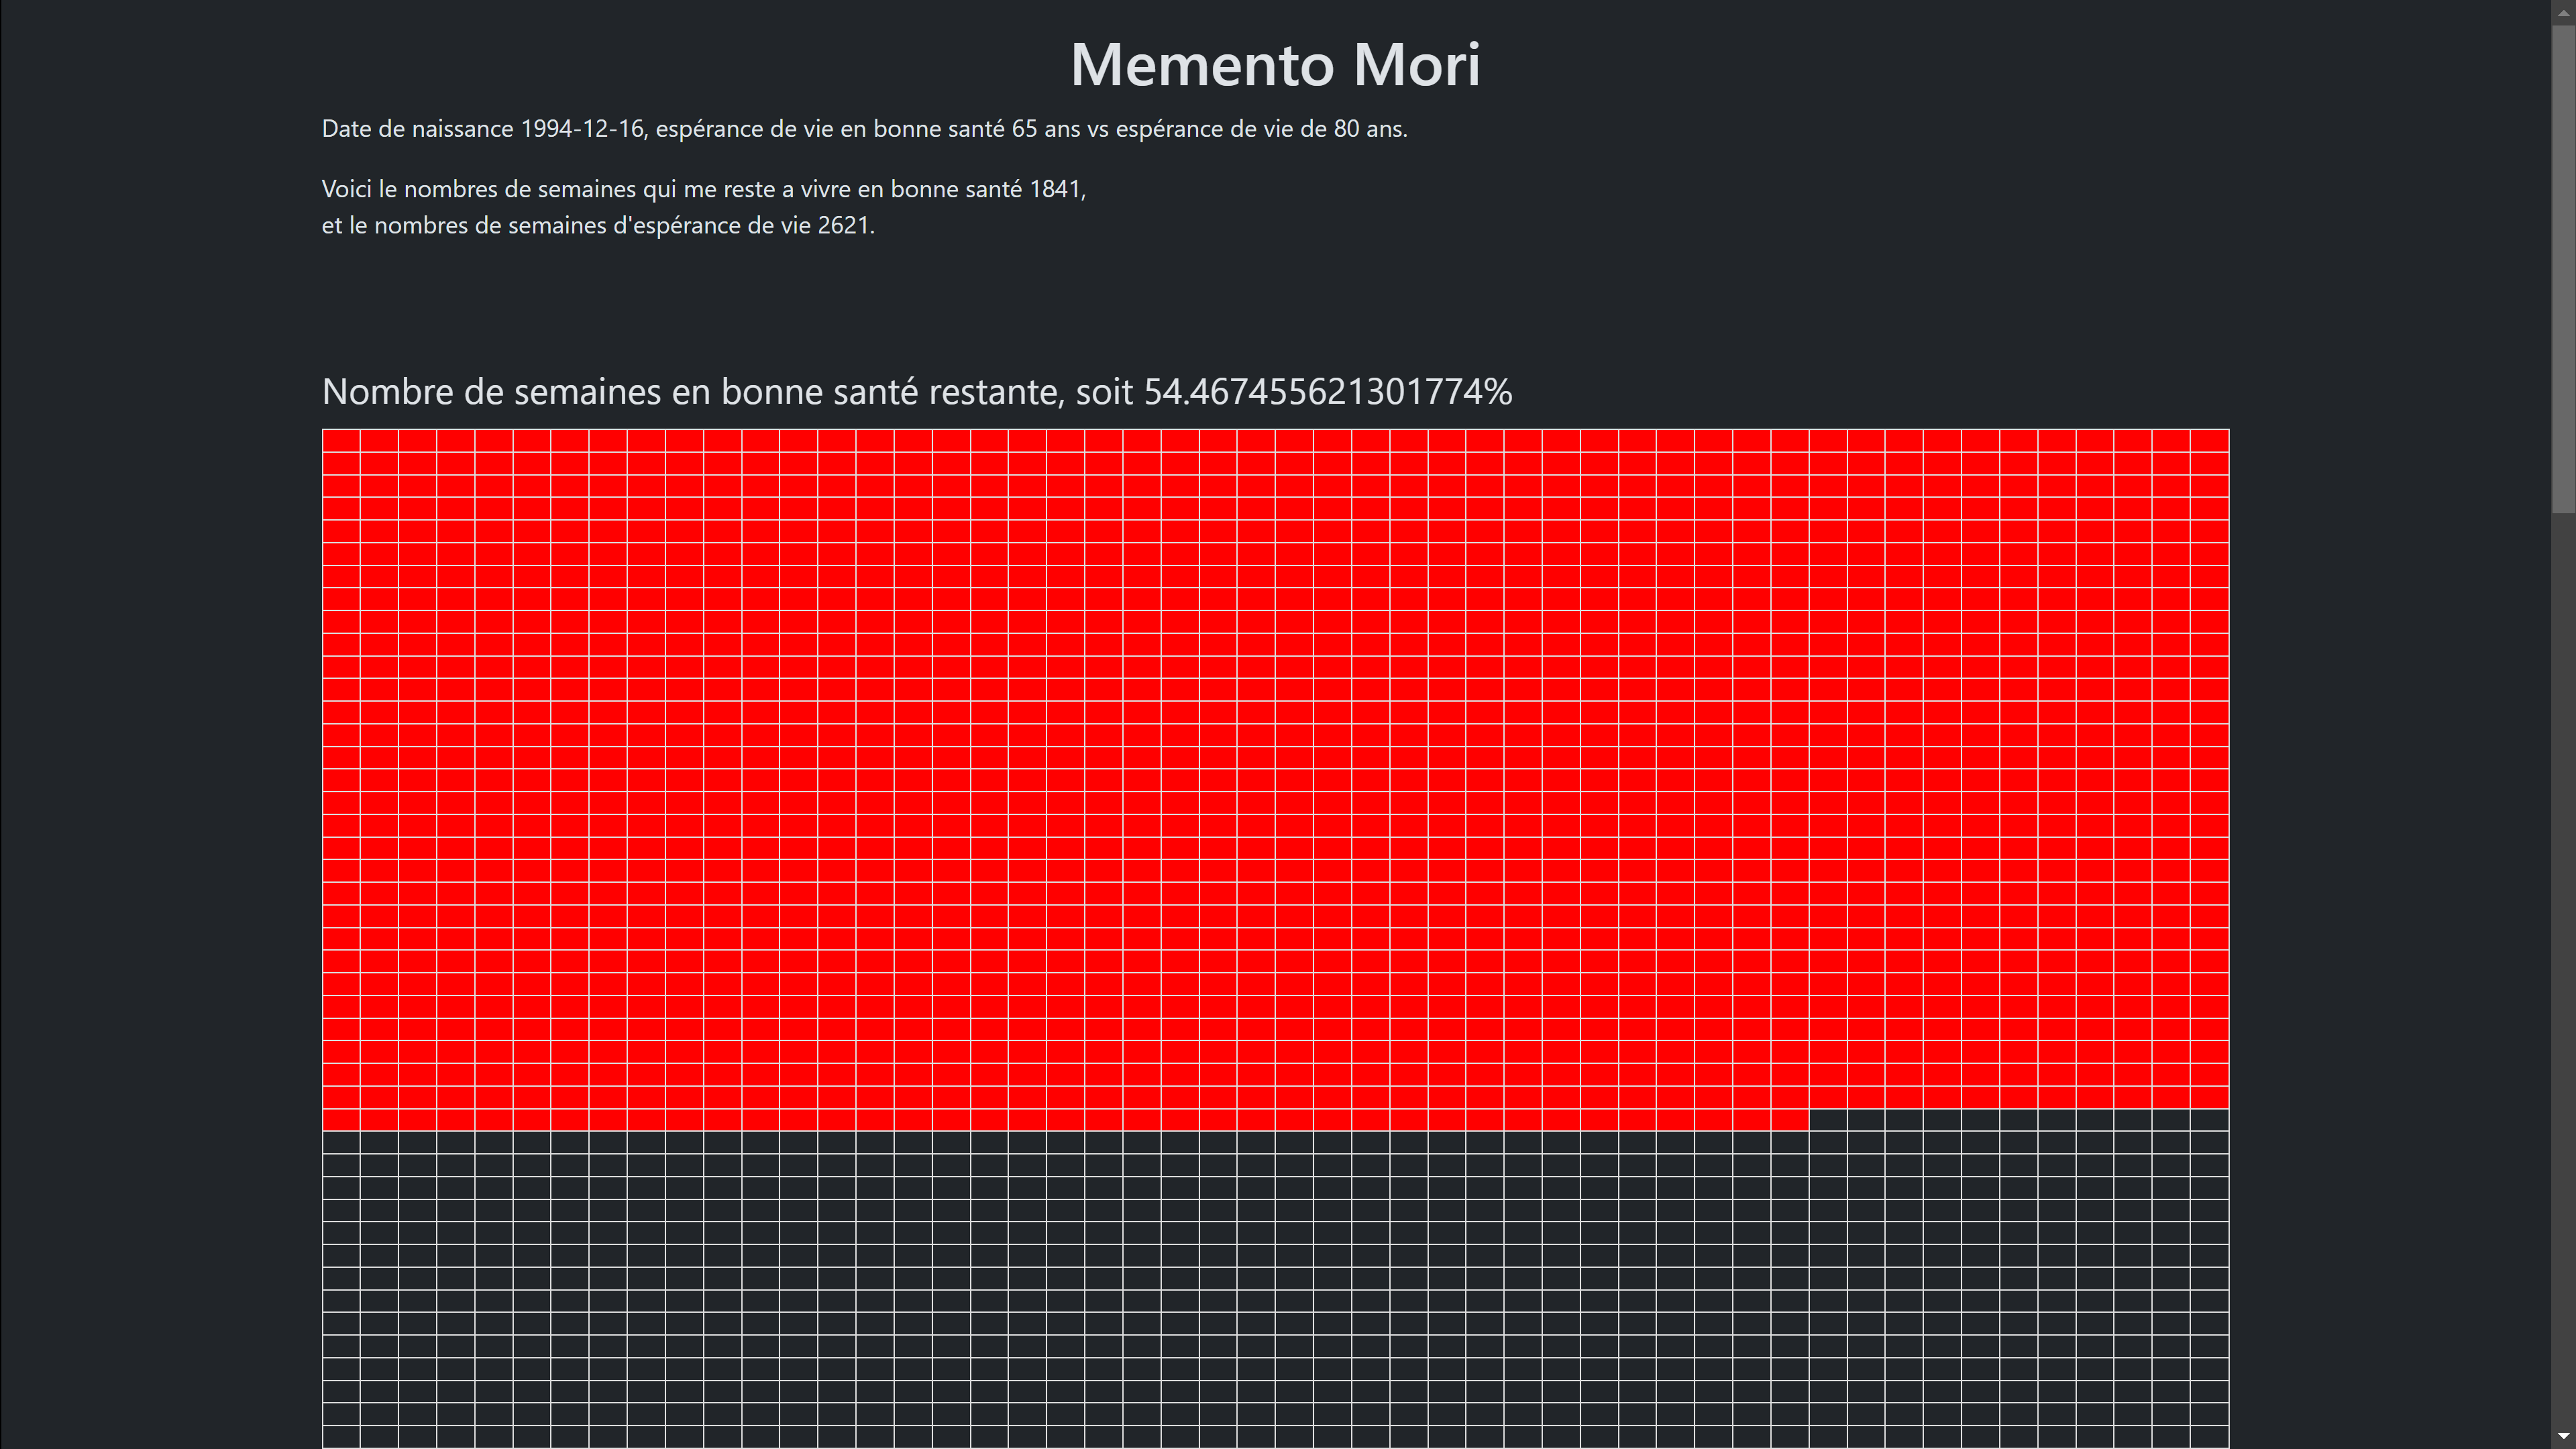 Memento Mori
Date de naissance 1994-12-16, espérance de vie en bonne santé 65 ans vs espérance de vie de 80 ans.
Voici le nombres de semaines qui me reste a vivre en bonne santé 1841,
et le nombres de semaines d'espérance de vie 2621.
Nombre de semaines en bonne santé restante, soit 54.467455621301774%